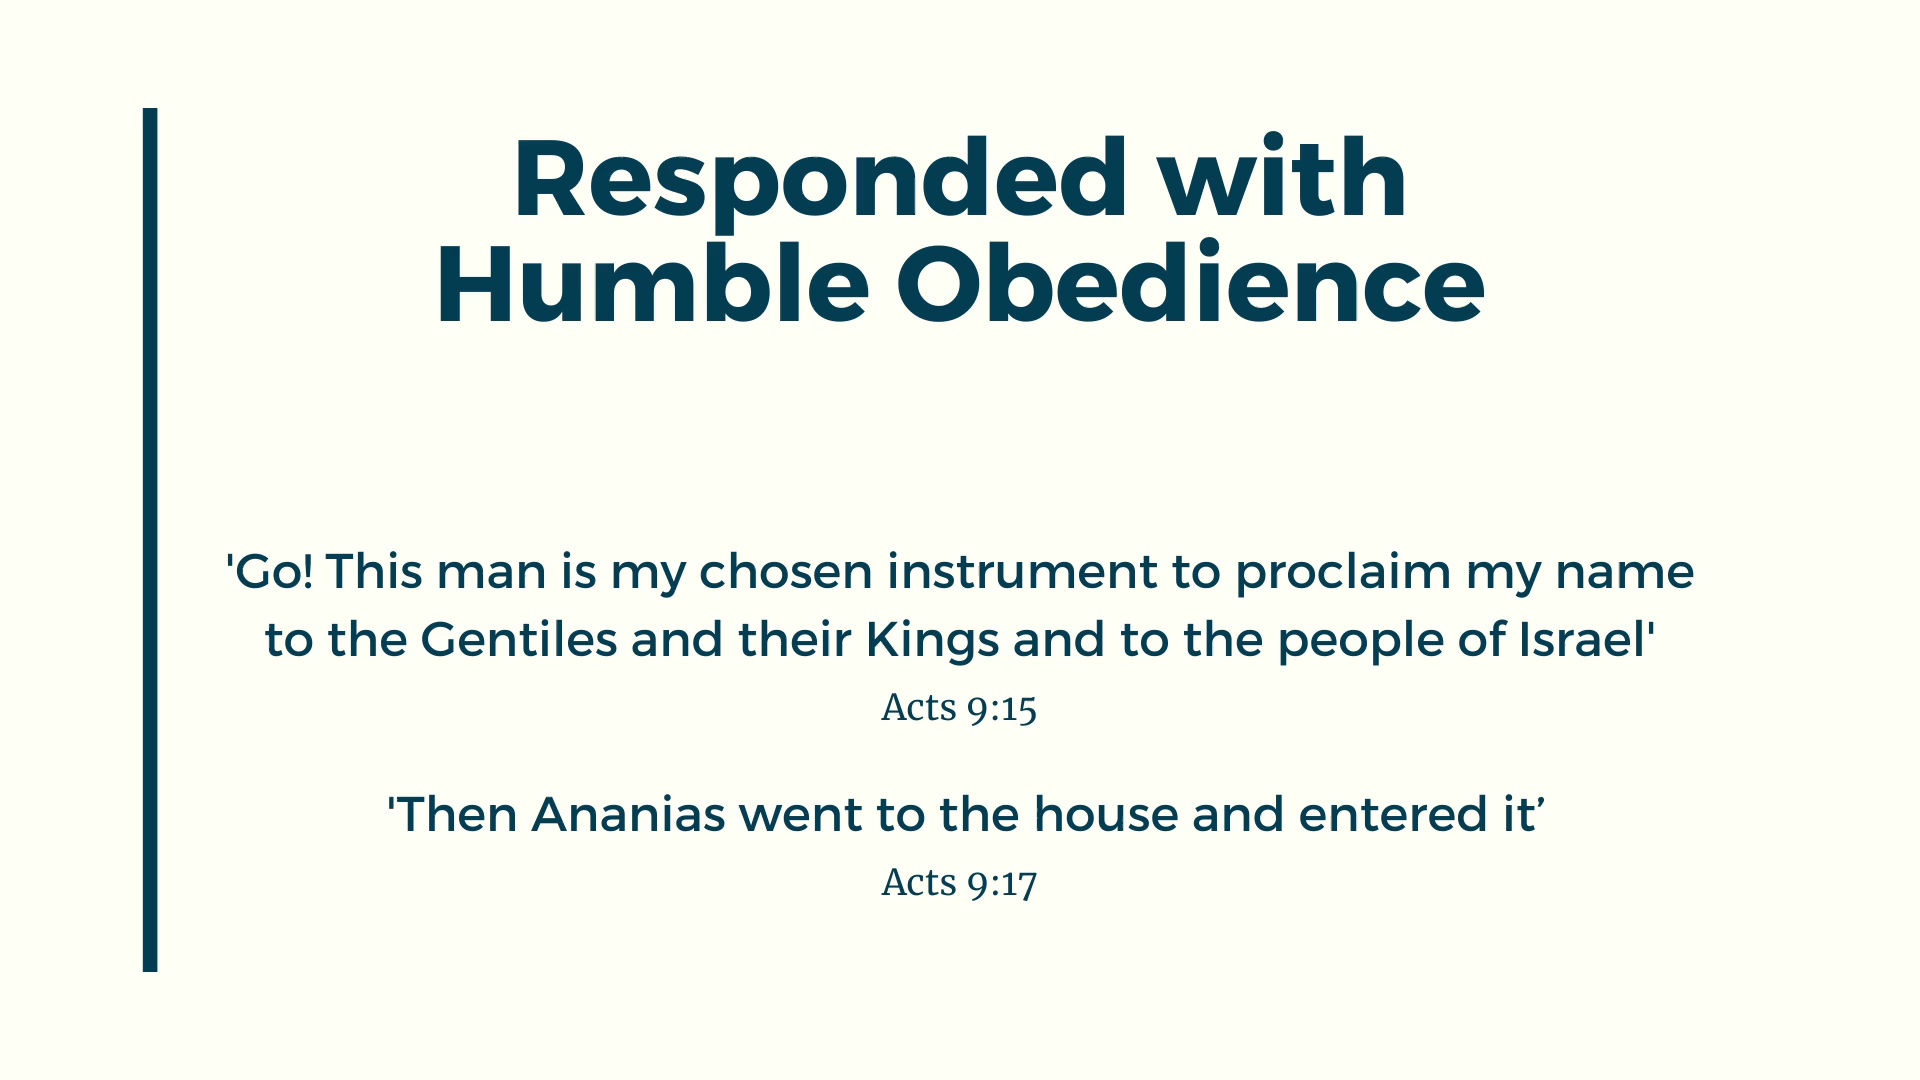 Responded with
Humble Obedience
'Go! This man is my chosen instrument to proclaim my name
to the Gentiles and their Kings and to the people of Israel'
Acts 9:15
'Then Ananias went to the house and entered it’
Acts 9:17